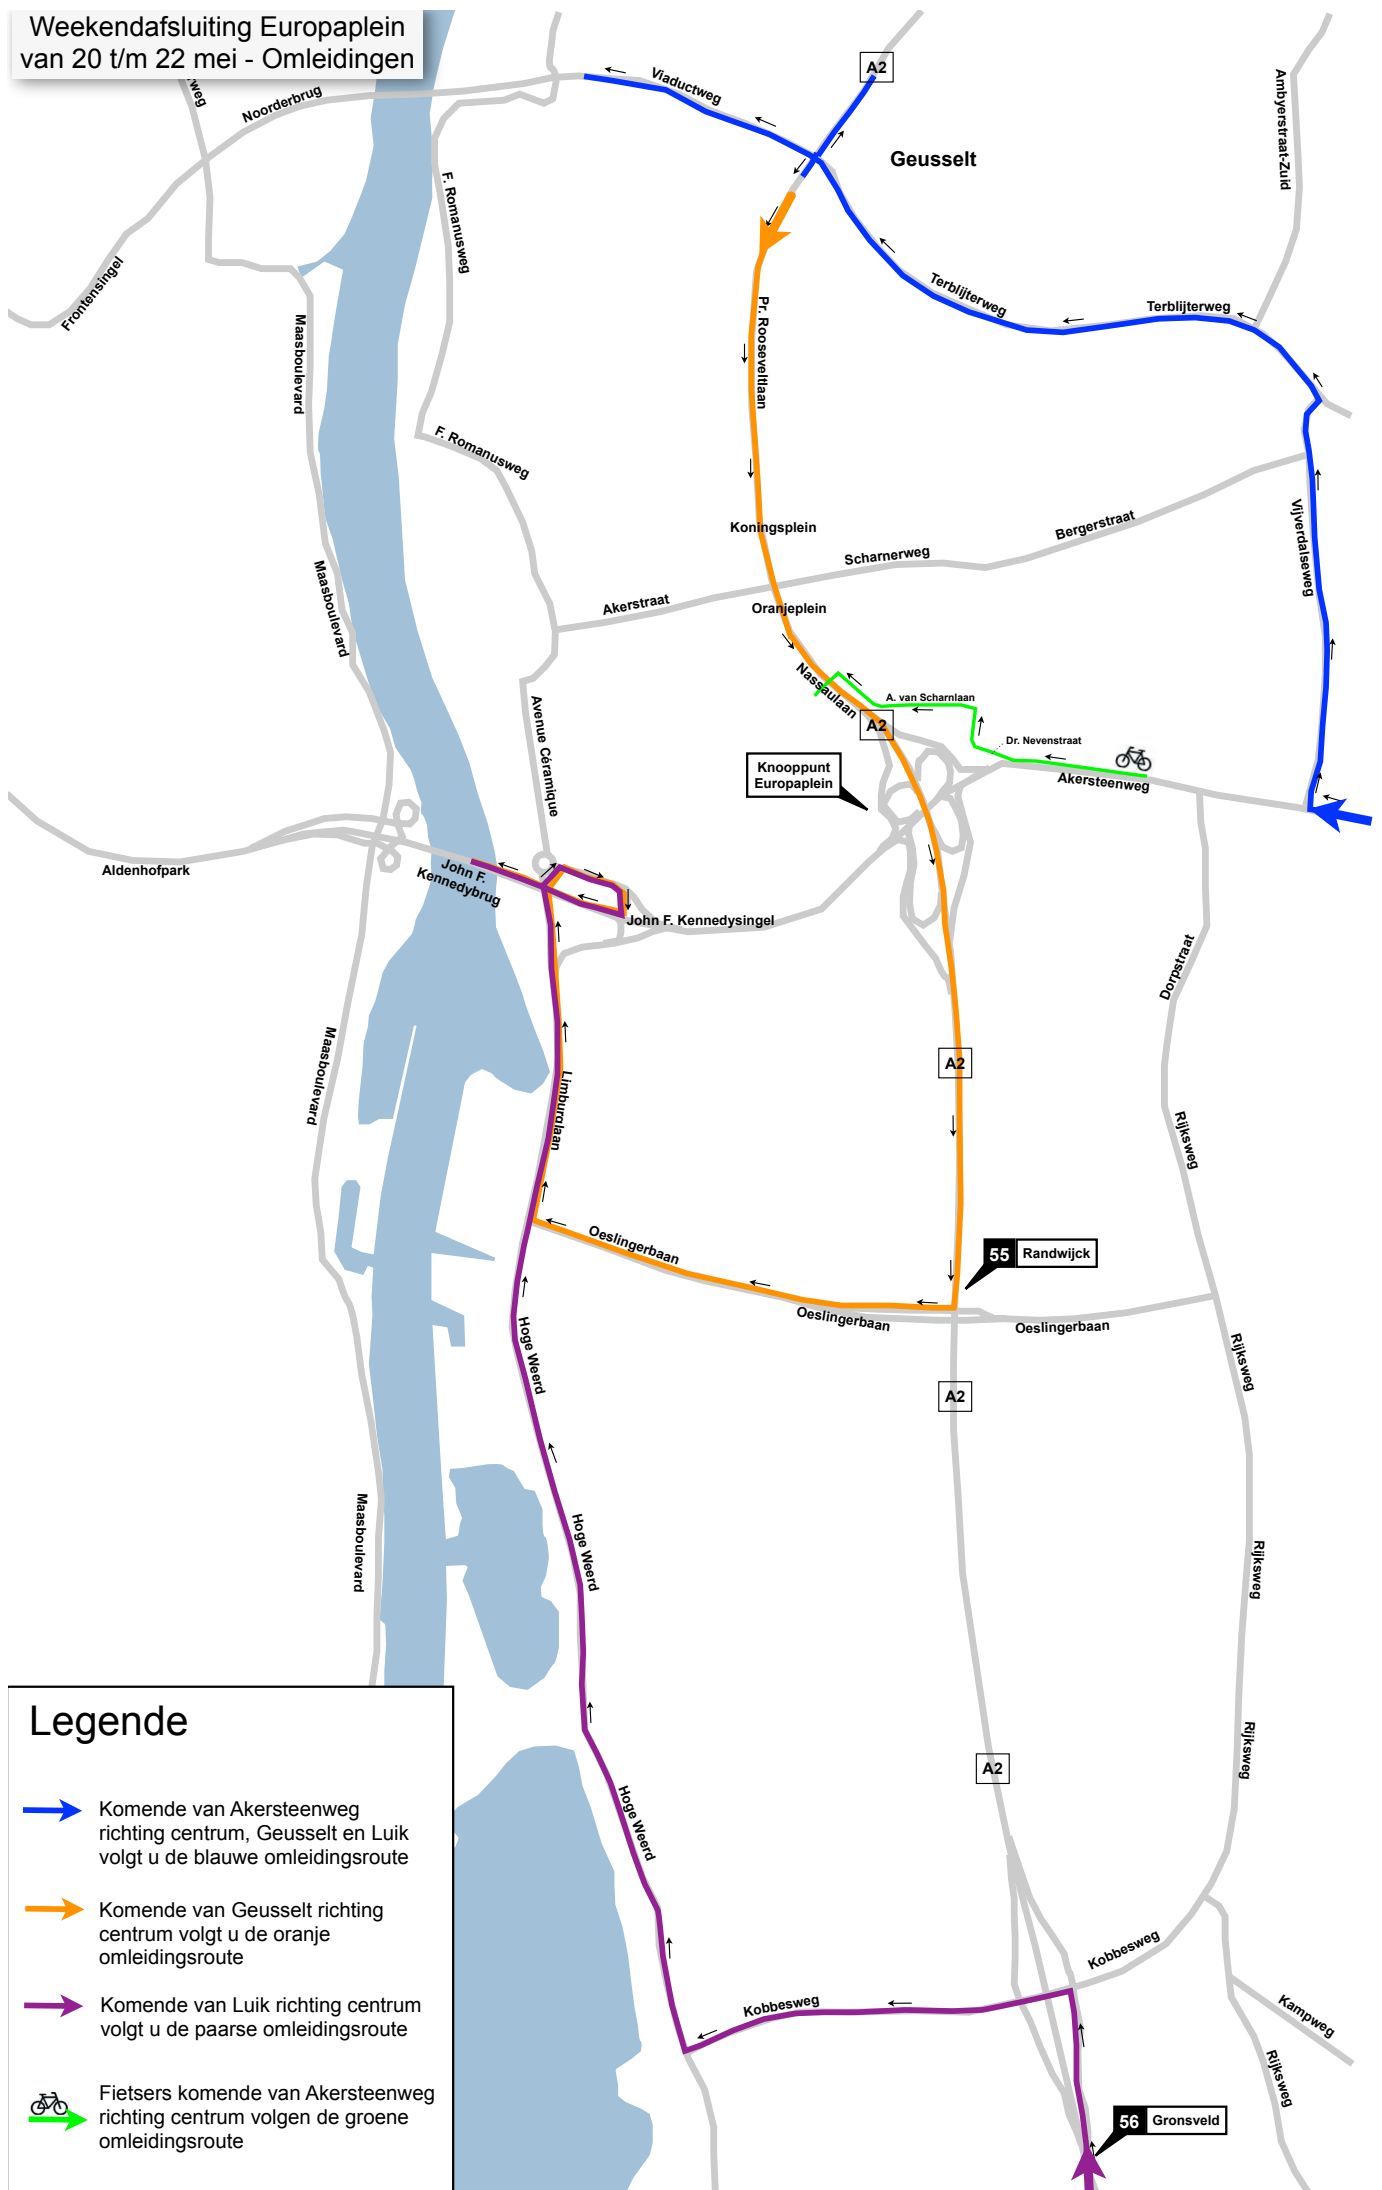 Weekendafsluiting Europaplein
van 20 t/m 22 mei - Omleidingen
Noorderbrug
Viaductweg
A2
Geusselt
Ambyerstraat-Zuid
F. Romanusweg
Frontensingel
Maasboulevard
Pr. Rooseveltlaan
Terblijterweg
Terblijterweg
F. Romanusweg
Koningsplein
Scharnerweg
Bergerstraat
Vijverdalseweg
Maasboulevard
Akerstraat
Oranjeplein
Nassaulaan
A. van Scharnlaan
A2
Dr. Nevenstraat
Avenue Céramique
Knooppunt
Europaplein
Akersteenweg
Aldenhofpark
John F.
Kennedybrug
John F. Kennedysingel
Dorpstraat
Maasboulevard
A2
Limburglaan
Rijksweg
Oeslingerbaan
55 Randwijck
Oeslingerbaan
Oeslingerbaan
Hoge Weerd
Rijksweg
A2
Maasboulevard
Hoge Weerd
Rijksweg
Rijksweg
A2
Hoge Weerd
Kobbesweg
Kobbesweg
Kampweg
Rijksweg
56 Gronsveld
Legende
Komende van Akersteenweg
richting centrum, Geusselt en Luik
volgt u de blauwe omleidingsroute
Komende van Geusselt richting
centrum volgt u de oranje
omleidingsroute
Komende van Luik richting centrum
volgt u de paarse omleidingsroute
Fietsers komende van Akersteenweg
richting centrum volgen de groene
omleidingsroute